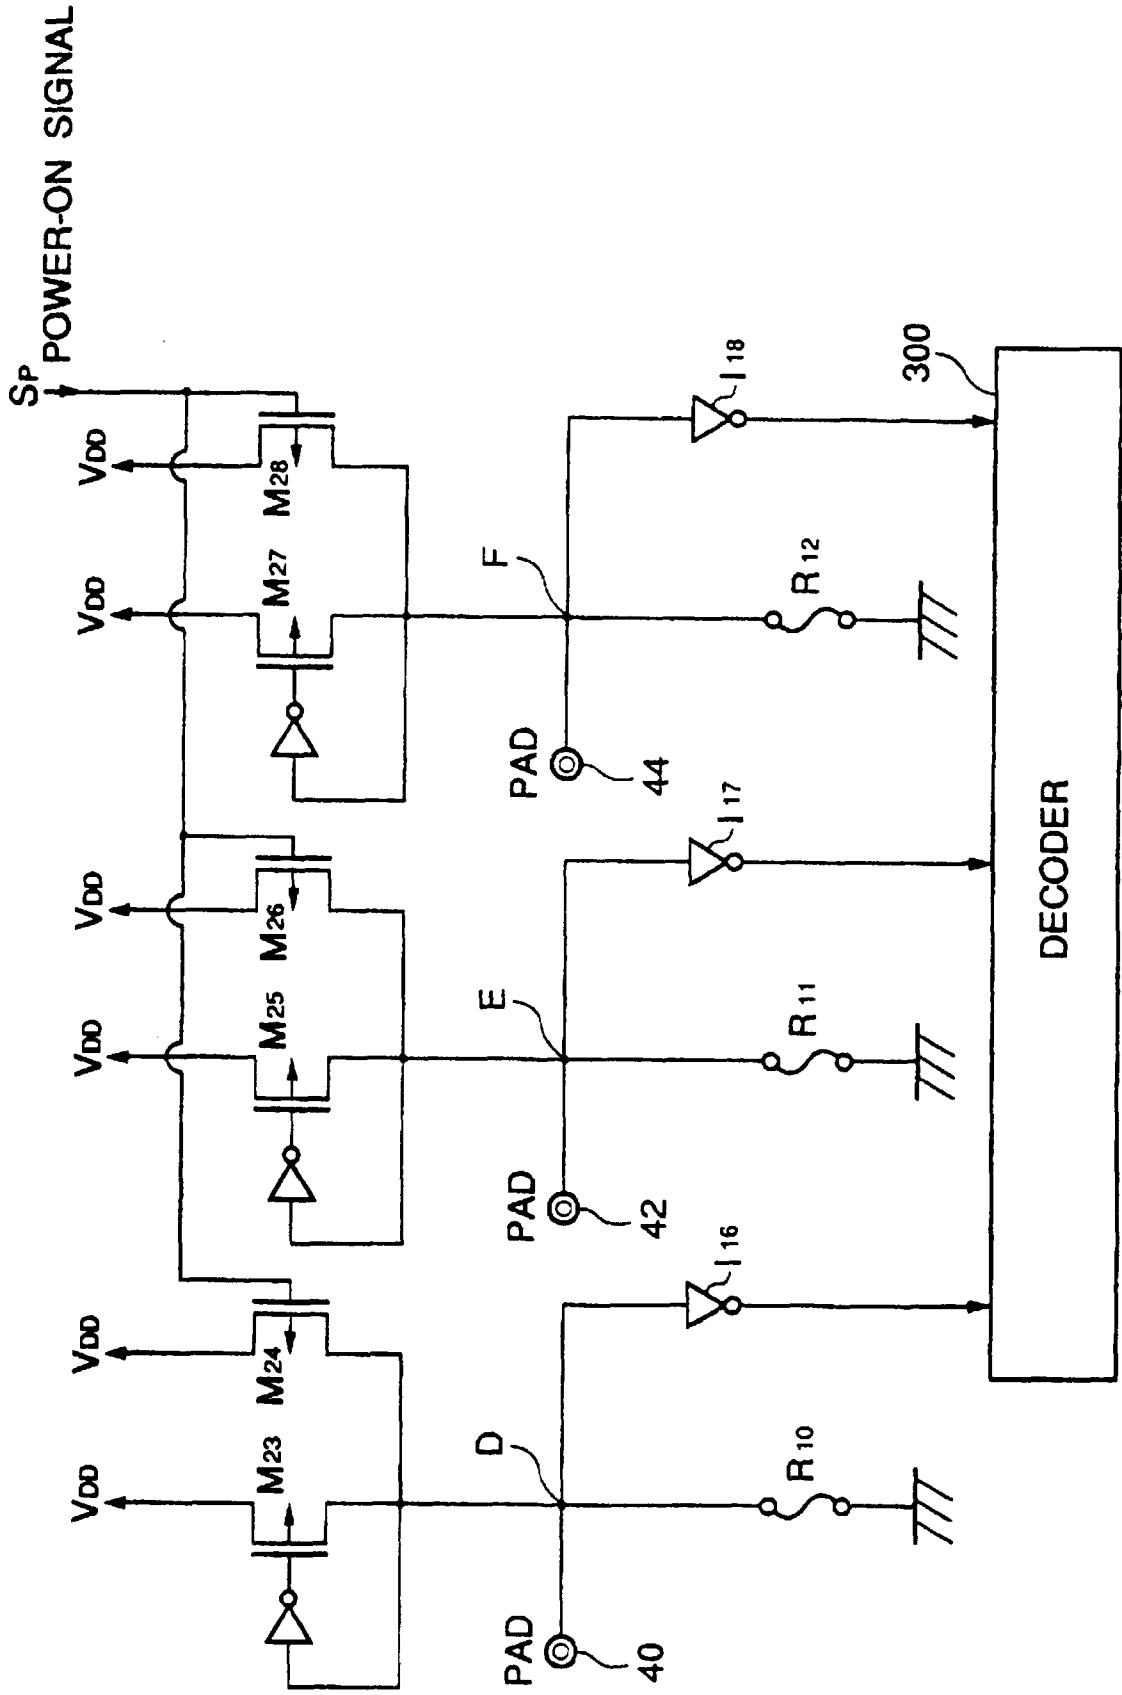 SP POWER-ON SIGNAL
VDD VDD VDD VDD VDD VDD
M23 M24 M25 M26 M27 M28
D E F
PAD PAD PAD
40 42 44
I16 I17 I18
R10 R11 R12
300
DECODER